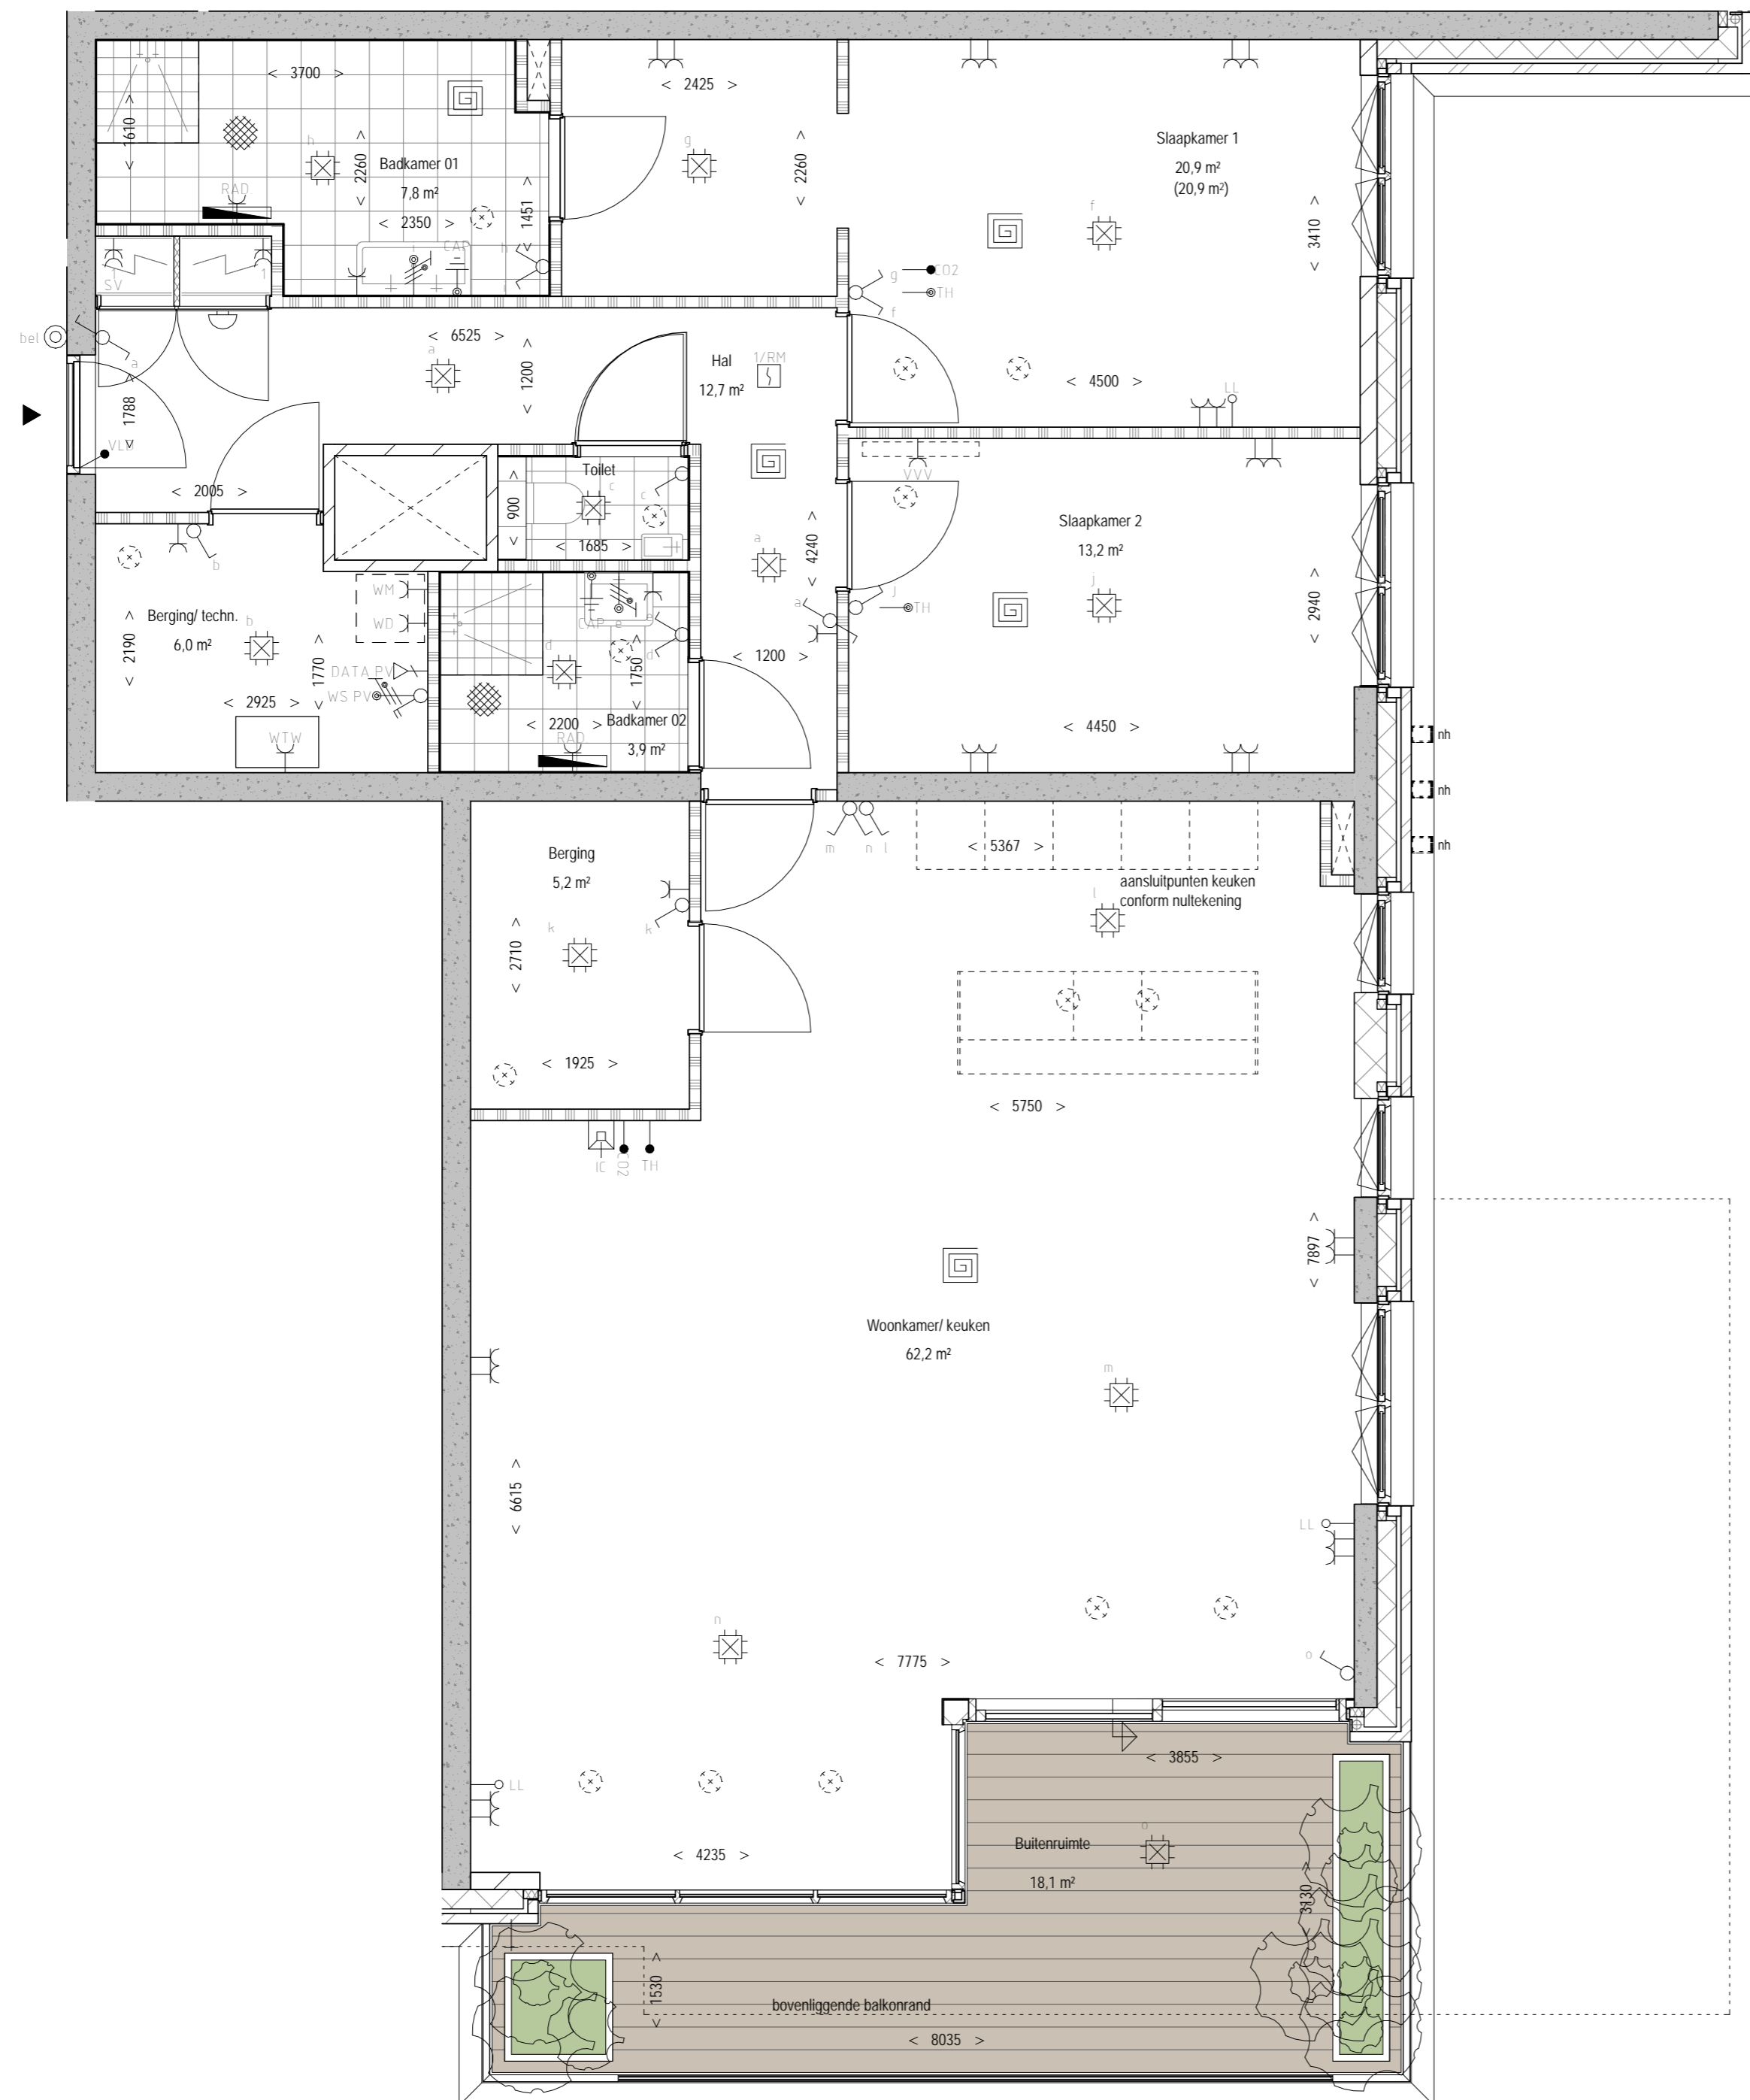 < 3700 >
< 2425 >
1610
h
Badkamer 01
7,8 m²
2260
RAD
< 2350 >
1451
CAP
h
i
i
g
2260
Slaapkamer 1
20,9 m²
(20,9 m²)
f
3410
g
CO2
TH
f
1
SV
1
bel
a
< 6525 >
a
1200
Hal
12,7 m²
1/RM
< 4500 >
LL
1788
VLD
< 2005 >
Toilet
c
c
900
< 1685 >
VVV
Slaapkamer 2
13,2 m²
j
a
4240
a
j
TH
2940
b
Berging/ techn.
b
6,0 m²
2190
WM
WD
1770
DATA PV
WS PV
< 2925 >
WTW
CAP
e
e
d
d
1750
< 2200 >
Badkamer 02
3,9 m²
RAD
< 1200 >
< 4450 >
nh
nh
nh
m
n
l
< 5367 >
aansluitpunten keuken
conform nultekening
l
Berging
5,2 m²
k
k
2710
< 1925 >
< 5750 >
IC
CO2
TH
7897
Woonkamer/ keuken
62,2 m²
m
6615
LL
n
< 7775 >
o
LL
< 3855 >
< 4235 >
Buitenruimte
o
18,1 m²
3130
1530
bovenliggende balkonrand
< 8035 >